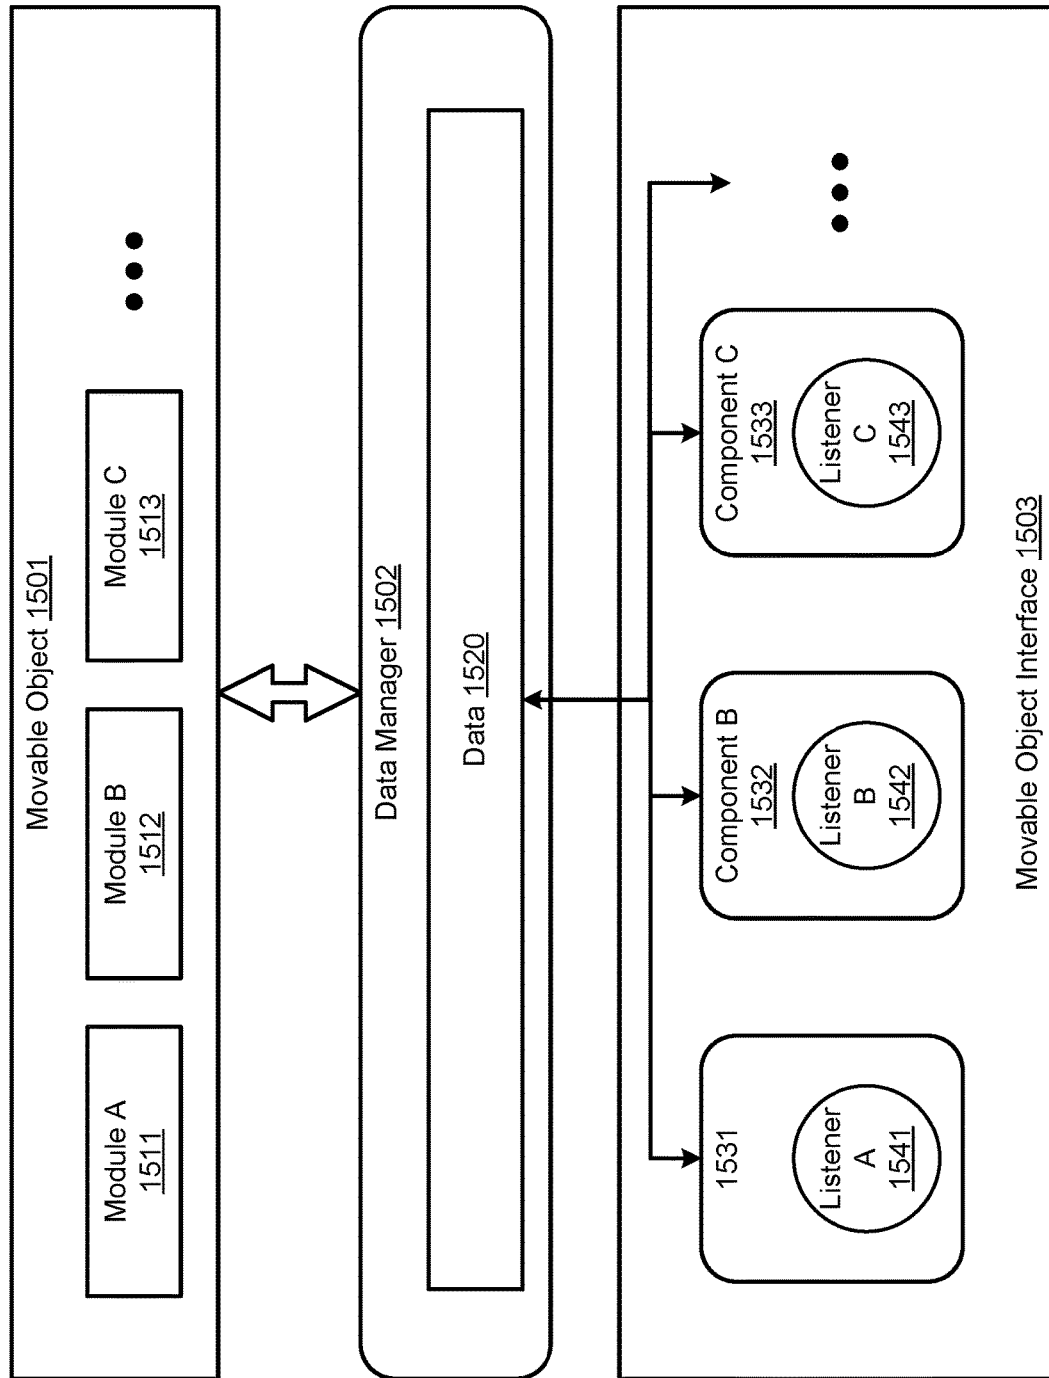 Movable Object 1501
Module A
1511
Module B
1512
Module C
1513
Data Manager 1502
Data 1520
1531
Listener
A
1541
Component B
1532
Listener
B
1542
Component C
1533
Listener
C
1543
Movable Object Interface 1503